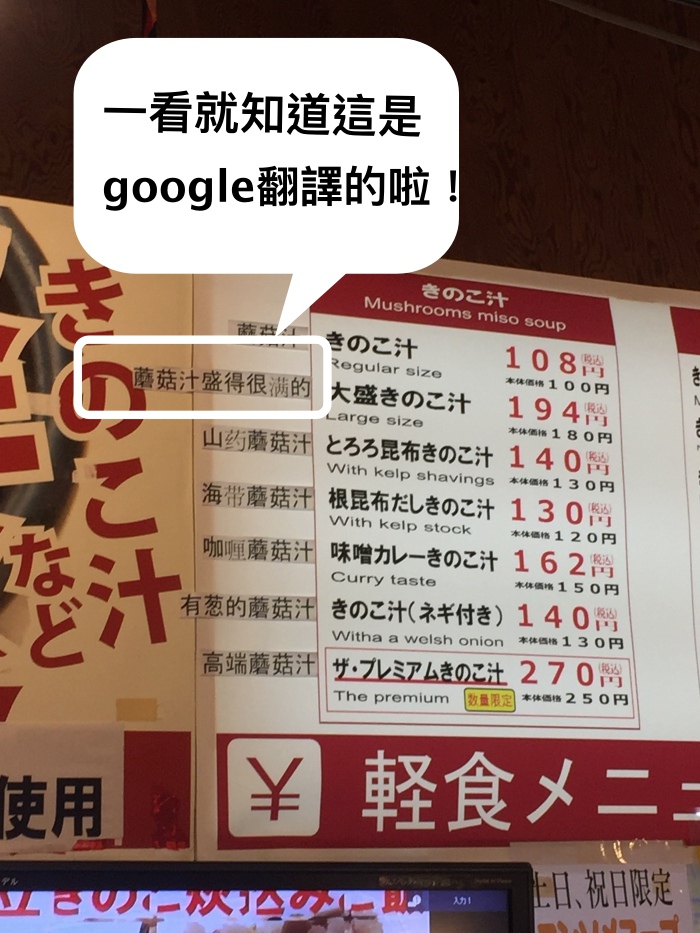 一看就知道這是
google翻譯的啦！
きのこ汁
Mushrooms miso soup
蘑菇汁
きのこ汁
Regular size
108円(税込)
本体価格100円
蘑菇汁盛得很满的
大盛きのこ汁
Large size
194円(税込)
本体価格180円
山药蘑菇汁
とろろ昆布きのこ汁
With kelp shavings
140円(税込)
本体価格130円
海带蘑菇汁
根昆布だしきのこ汁
With kelp stock
130円(税込)
本体価格120円
咖喱蘑菇汁
味噌カレーきのこ汁
Curry taste
162円(税込)
本体価格150円
有葱的蘑菇汁
きのこ汁(ネギ付き)
Witha a welsh onion
140円(税込)
本体価格130円
高端蘑菇汁
ザ・プレミアムきのこ汁
The premium
数量限定
270円(税込)
本体価格250円
きのこ汁
など
使用
¥
軽食メニュ
土日、祝日限定
入力1